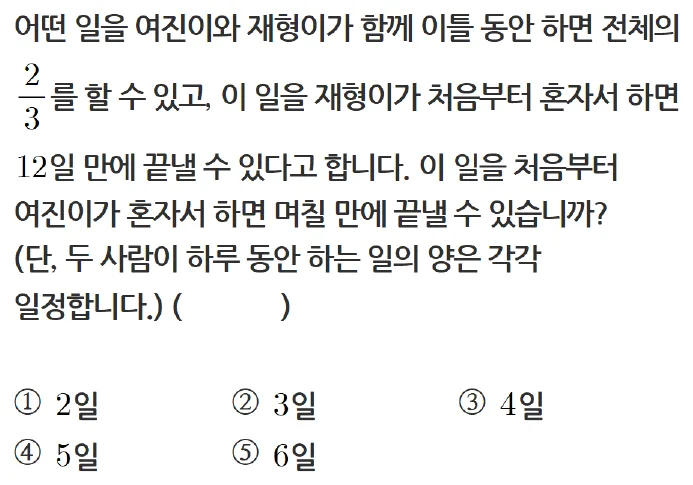 어떤 일을 여진이와 재형이가 함께 이틀 동안 하면 전체의
2/3를 할 수 있고, 이 일을 재형이가 처음부터 혼자서 하면
12일 만에 끝낼 수 있다고 합니다. 이 일을 처음부터
여진이가 혼자서 하면 며칠 만에 끝낼 수 있습니까?
(단, 두 사람이 하루 동안 하는 일의 양은 각각
일정합니다.) (       )
① 2일 ② 3일 ③ 4일
④ 5일 ⑤ 6일